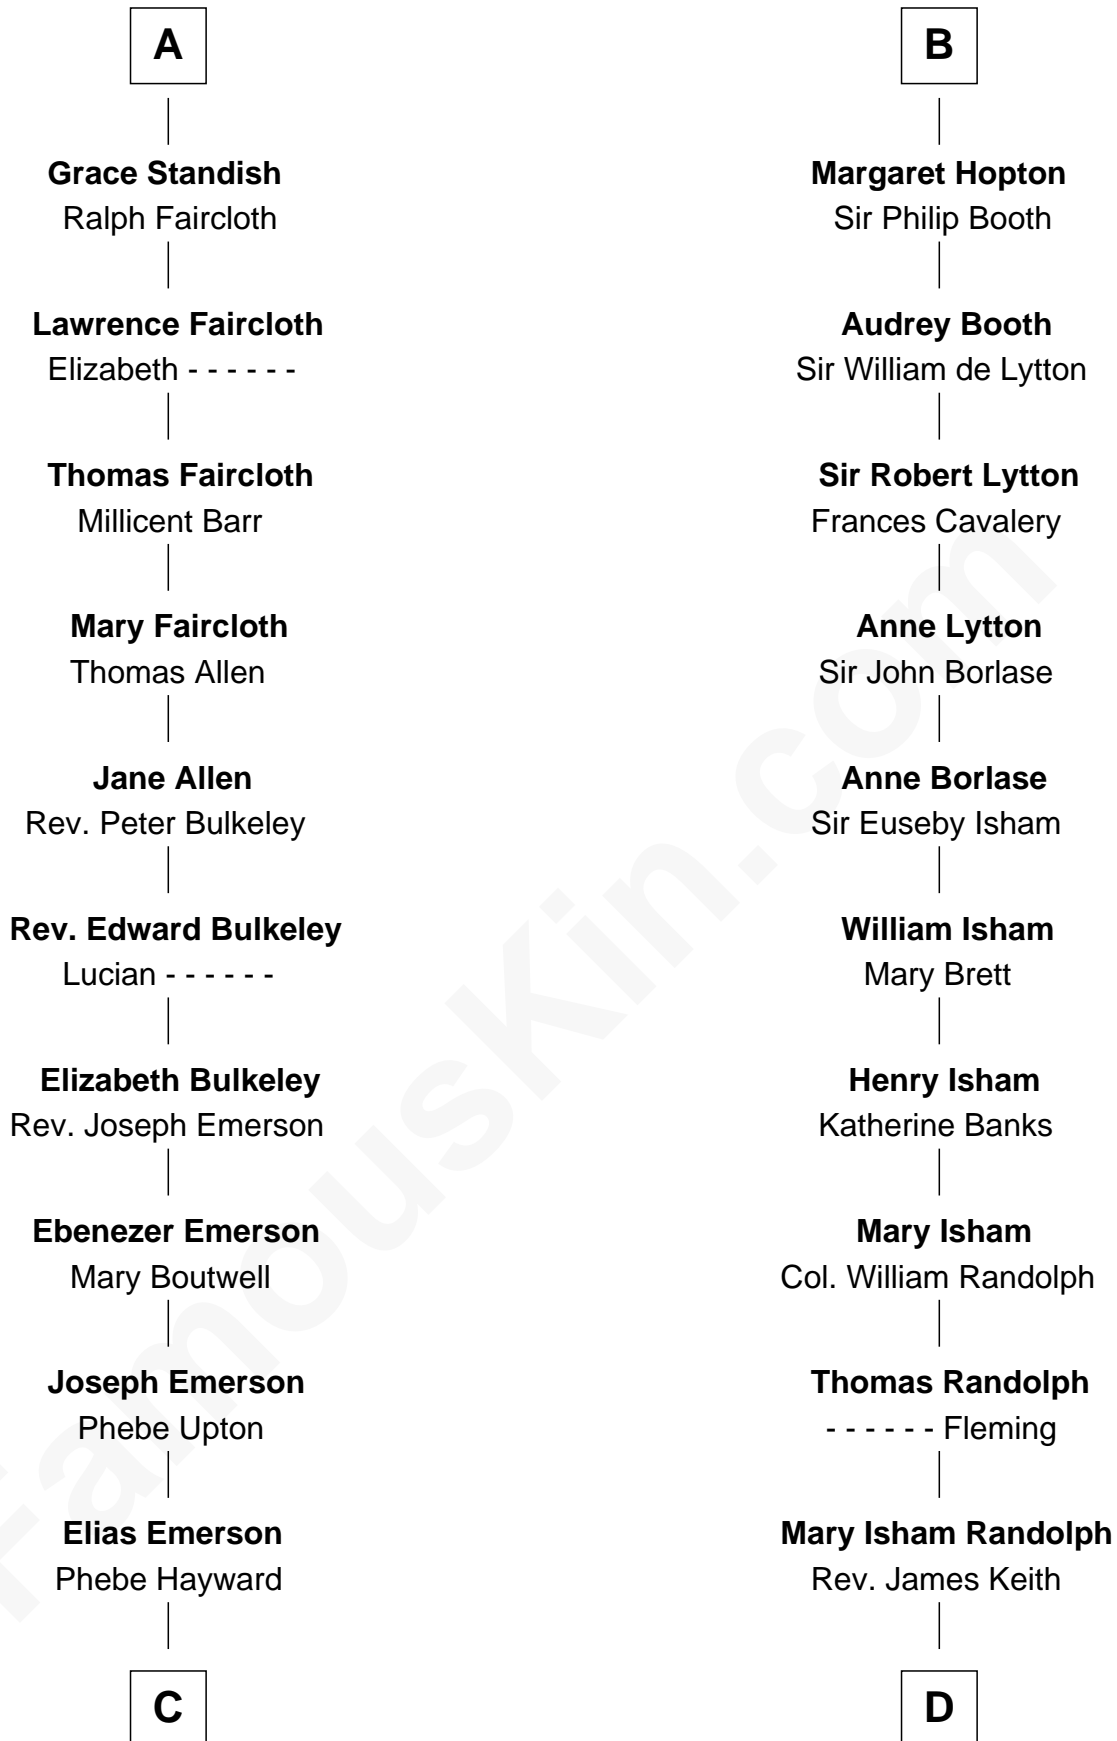 A
Grace Standish
Ralph Faircloth
Lawrence Faircloth
Elizabeth - - - - - -
Thomas Faircloth
Millicent Barr
Mary Faircloth
Thomas Allen
Jane Allen
Rev. Peter Bulkeley
Rev. Edward Bulkeley
Lucian - - - - - -
Elizabeth Bulkeley
Rev. Joseph Emerson
Ebenezer Emerson
Mary Boutwell
Joseph Emerson
Phebe Upton
Elias Emerson
Phebe Hayward
C
B
Margaret Hopton
Sir Philip Booth
Audrey Booth
Sir William de Lytton
Sir Robert Lytton
Frances Cavalery
Anne Lytton
Sir John Borlase
Anne Borlase
Sir Euseby Isham
William Isham
Mary Brett
Henry Isham
Katherine Banks
Mary Isham
Col. William Randolph
Thomas Randolph
- - - - - - Fleming
Mary Isham Randolph
Rev. James Keith
D
FamousKin.com